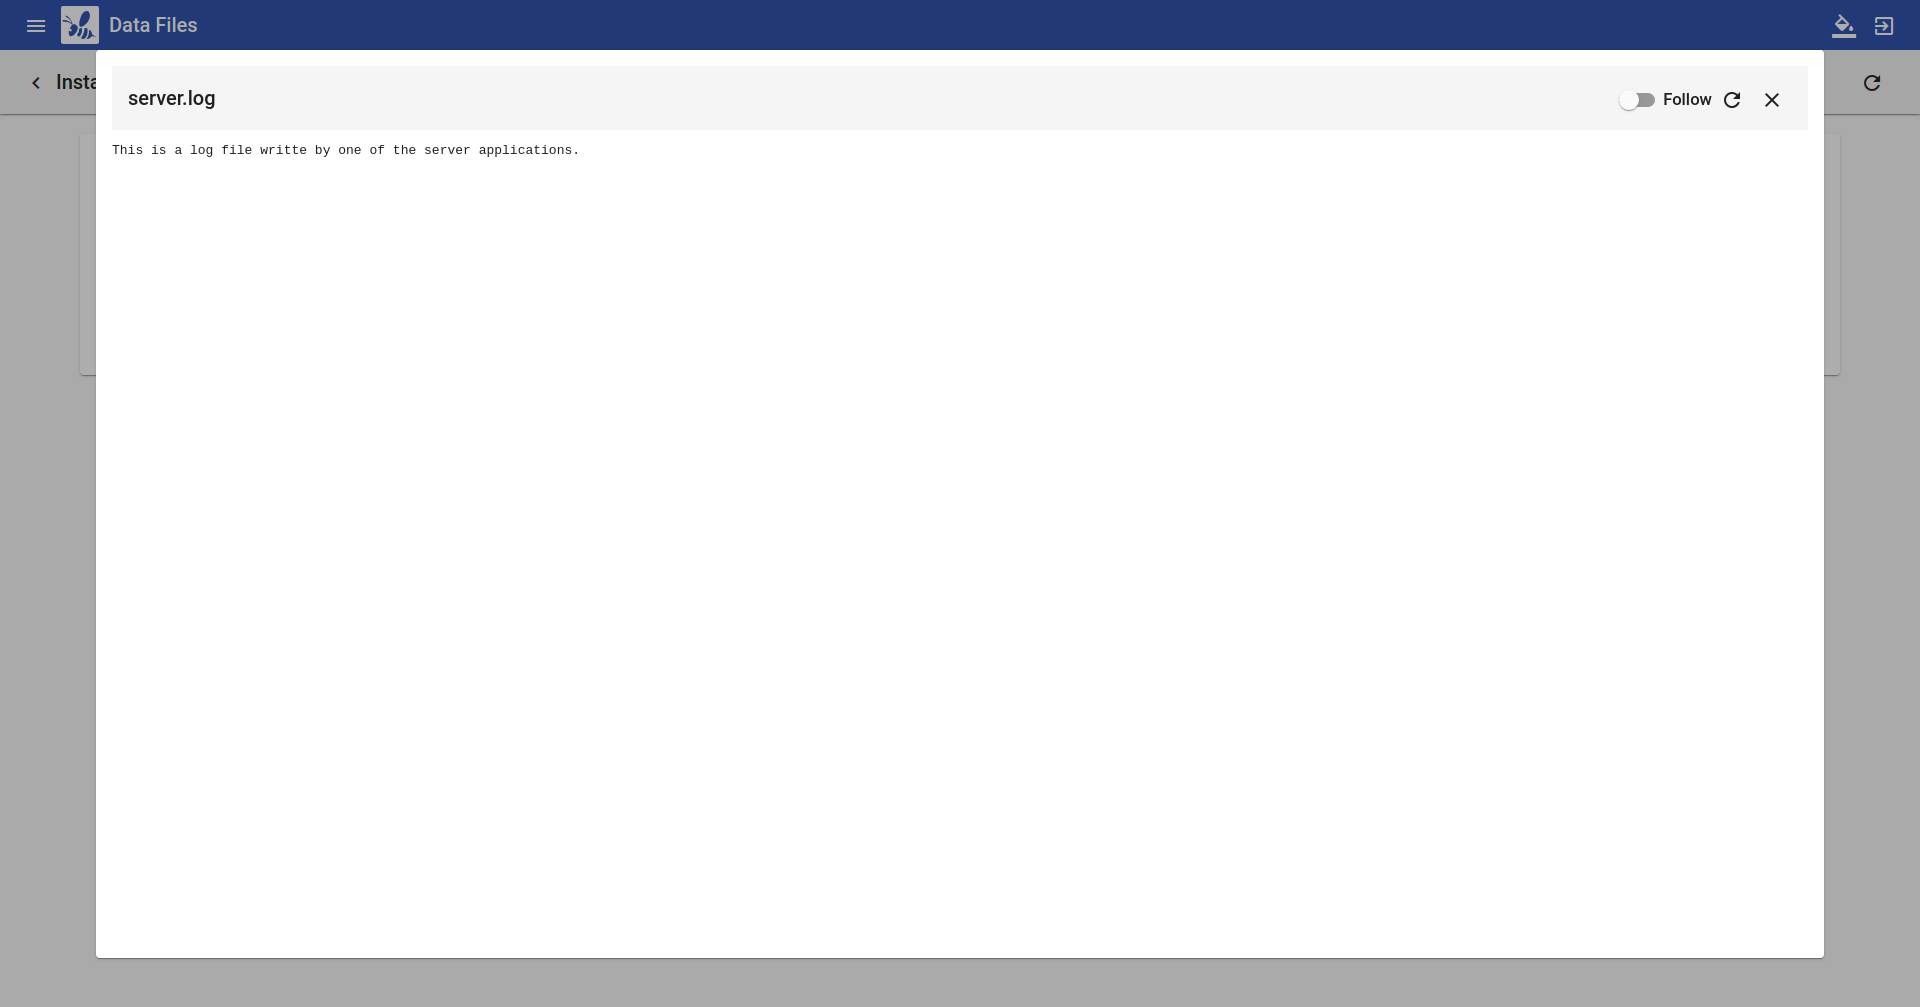 Data Files
Insta
server.log
Follow
This is a log file writte by one of the server applications.